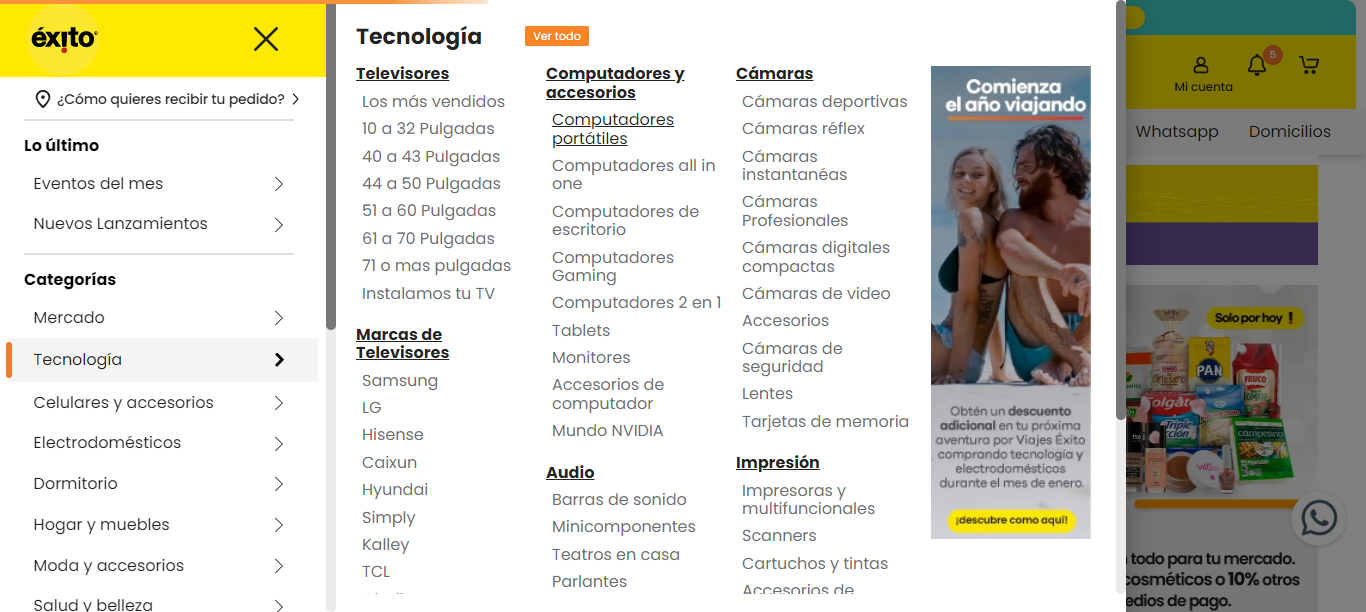 éxito
¿Cómo quieres recibir tu pedido?
Lo último
Eventos del mes
Nuevos Lanzamientos
Categorías
Mercado
Tecnología
Celulares y accesorios
Electrodomésticos
Dormitorio
Hogar y muebles
Moda y accesorios
Salud y belleza
Tecnología
Ver todo
Televisores
Los más vendidos
10 a 32 Pulgadas
40 a 43 Pulgadas
44 a 50 Pulgadas
51 a 60 Pulgadas
61 a 70 Pulgadas
71 o mas pulgadas
Instalamos tu TV
Marcas de
Televisores
Samsung
LG
Hisense
Caixun
Hyundai
Simply
Kalley
TCL
Computadores y
accesorios
Computadores
portátiles
Computadores all in
one
Computadores de
escritorio
Computadores
Gaming
Computadores 2 en 1
Tablets
Monitores
Accesorios de
computador
Mundo NVIDIA
Audio
Barras de sonido
Minicomponentes
Teatros en casa
Parlantes
Cámaras
Cámaras deportivas
Cámaras réflex
Cámaras
instantanéas
Cámaras
Profesionales
Cámaras digitales
compactas
Cámaras de video
Accesorios
Cámaras de
seguridad
Lentes
Tarjetas de memoria
Impresión
Impresoras y
multifuncionales
Scanners
Cartuchos y tintas
Accesorios de
Comienza
el año viajando
Obtén un descuento
adicional en tu próxima
aventura por Viajes Éxito
comprando tecnología y
electrodomésticos
durante el mes de enero.
¡descubre como aquí!
5
Mi cuenta
Whatsapp
Domicilios
Solo por hoy !
PAN
FRUCO
Colgate
Triple
campesino
todo para tu mercado.
cosméticos o 10% otros
edios de pago.